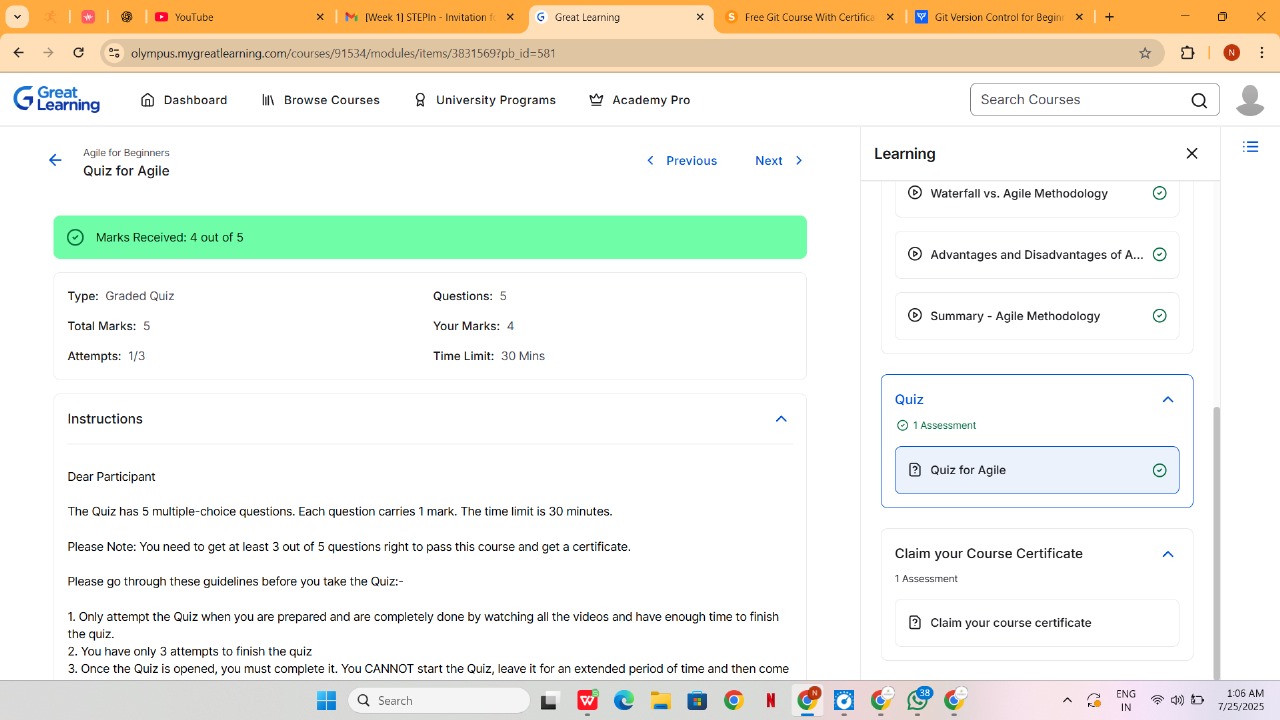 YouTube
[Week 1] STEPIn - Invitation f
Great Learning
Free Git Course With Certifica
Git Version Control for Beginn
olympus.mygreatlearning.com/courses/91534/modules/items/3831569?pb_id=581
N
Great Learning
Dashboard
Browse Courses
University Programs
Academy Pro
Search Courses
Agile for Beginners
Quiz for Agile
Previous
Next
Marks Received: 4 out of 5
Type: Graded Quiz
Questions: 5
Total Marks: 5
Your Marks: 4
Attempts: 1/3
Time Limit: 30 Mins
Instructions
Dear Participant
The Quiz has 5 multiple-choice questions. Each question carries 1 mark. The time limit is 30 minutes.
Please Note: You need to get at least 3 out of 5 questions right to pass this course and get a certificate.
Please go through these guidelines before you take the Quiz:-
1. Only attempt the Quiz when you are prepared and are completely done by watching all the videos and have enough time to finish
the quiz.
2. You have only 3 attempts to finish the quiz
3. Once the Quiz is opened, you must complete it. You CANNOT start the Quiz, leave it for an extended period of time and then come
Learning
Waterfall vs. Agile Methodology
Advantages and Disadvantages of A...
Summary - Agile Methodology
Quiz
1 Assessment
Quiz for Agile
Claim your Course Certificate
1 Assessment
Claim your course certificate
Search
N
38
ENG
IN
1:06 AM
7/25/2025